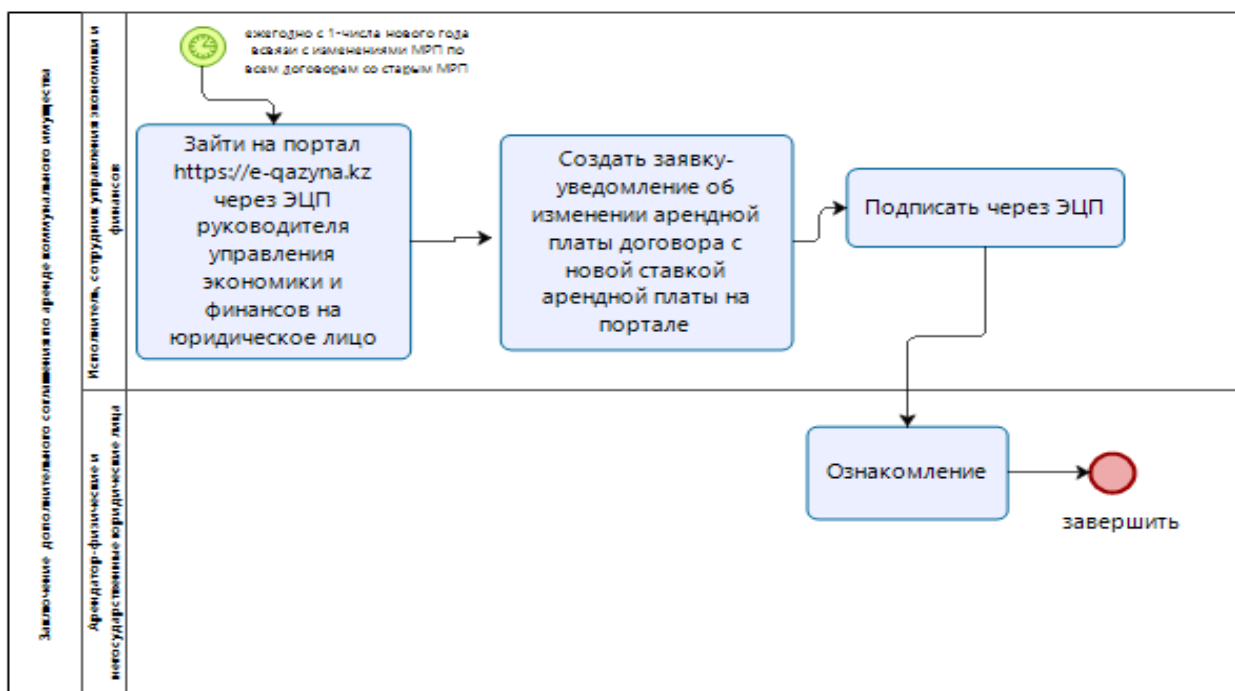 Заключение дополнительного соглашения по аренде коммунального имущества
Исполнитель, сотрудник управления экономики и
финансов
ежегодно с 1-числа нового года
всвязи с изменениями МРП по
всем договорам со старым МРП
Зайти на портал
https://e-qazyna.kz
через ЭЦП
руководителя
управления
экономики и
финансов на
юридическое лицо
Создать заявку-
уведомление об
изменении арендной
платы договора с
новой ставкой
арендной платы на
портале
Подписать через ЭЦП
Арендатор-физические и
негосударственные юридические лица
Ознакомление
завершить